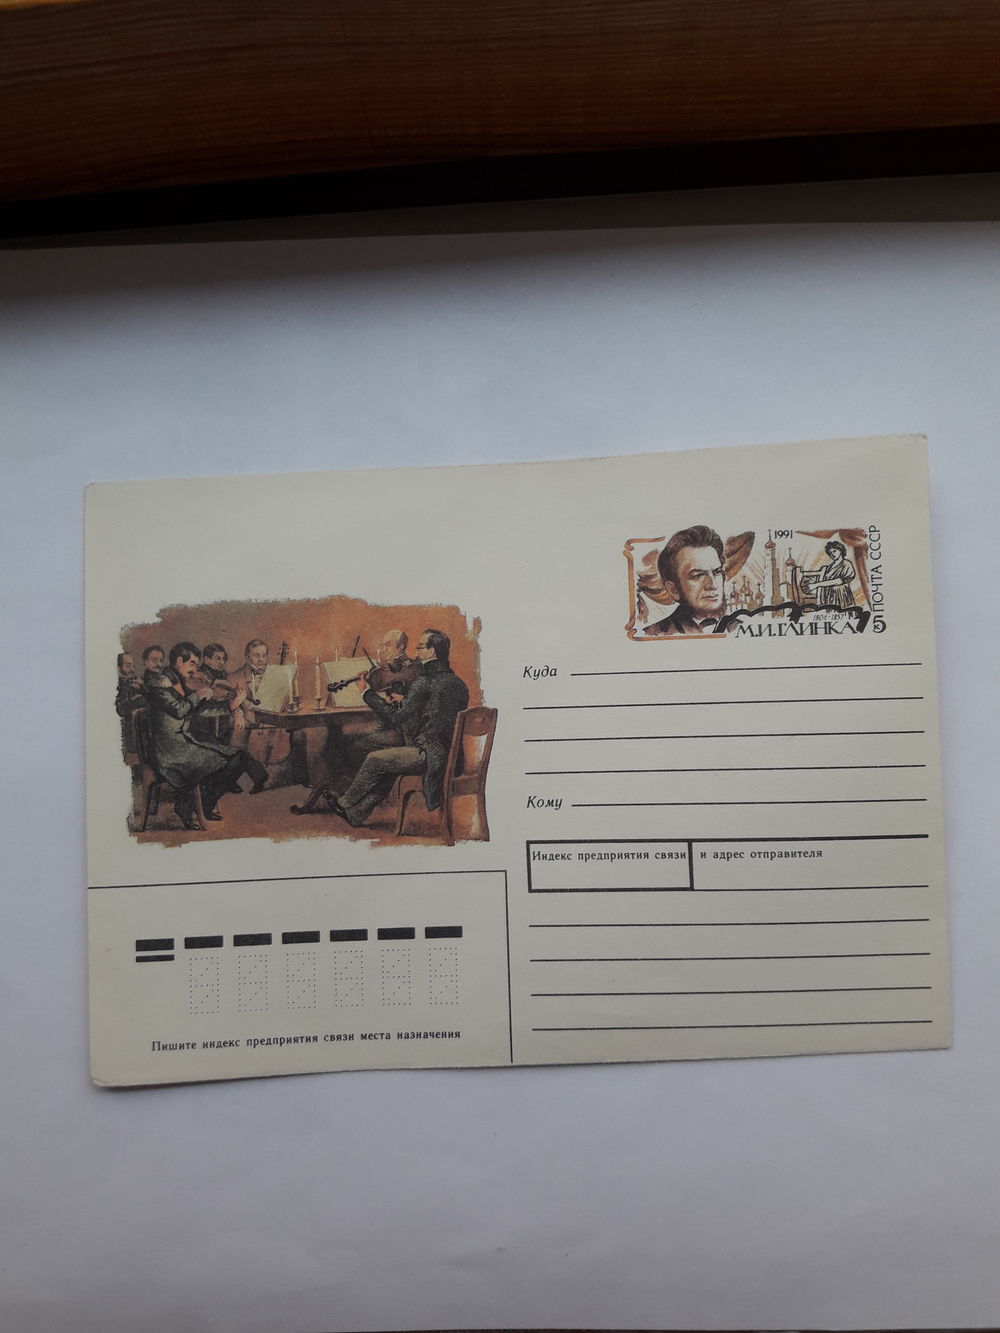 1991
ПОЧТА СССР
1804-1857
М.И.ГЛИНКА
Куда
Кому
Индекс предприятия связи и адрес отправителя
Пишите индекс предприятия связи места назначения